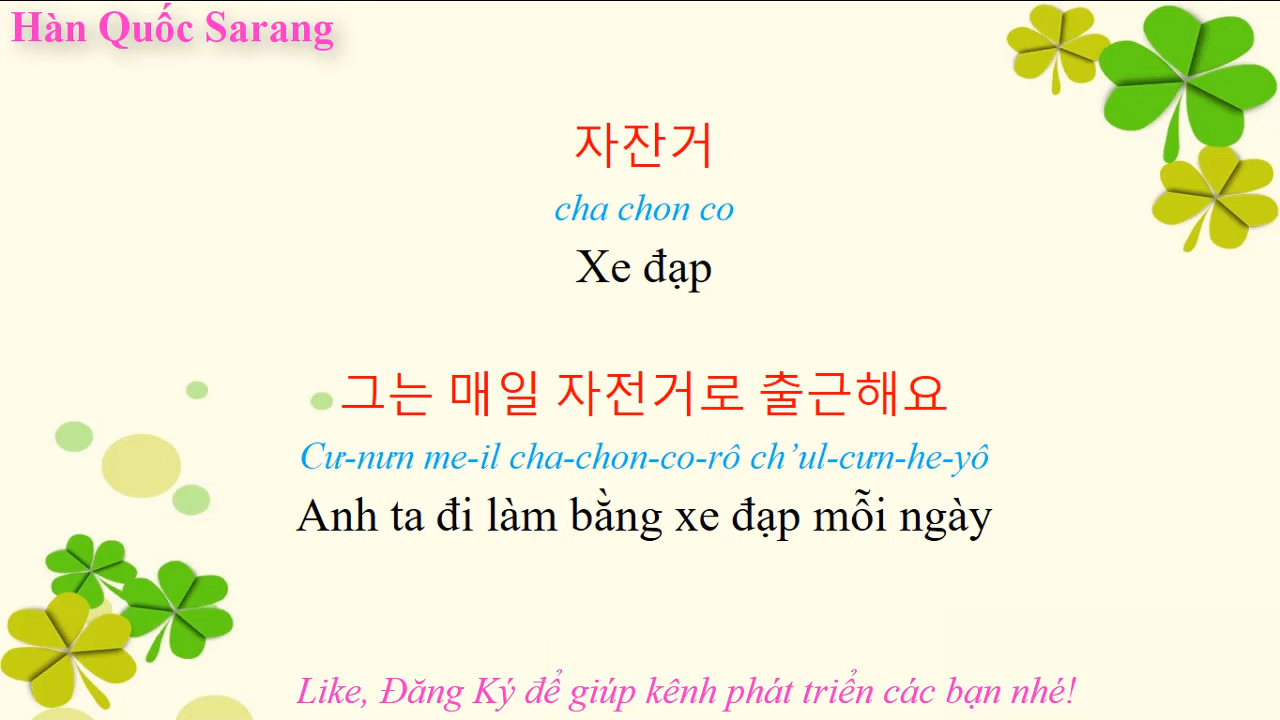 Hàn Quốc Sarang
자잔거
cha chon co
Xe đạp
그는 매일 자전거로 출근해요
Cư-nưn me-il cha-chon-co-rô ch’ul-cưn-he-yô
Anh ta đi làm bằng xe đạp mỗi ngày
Like, Đăng Ký để giúp kênh phát triển các bạn nhé!